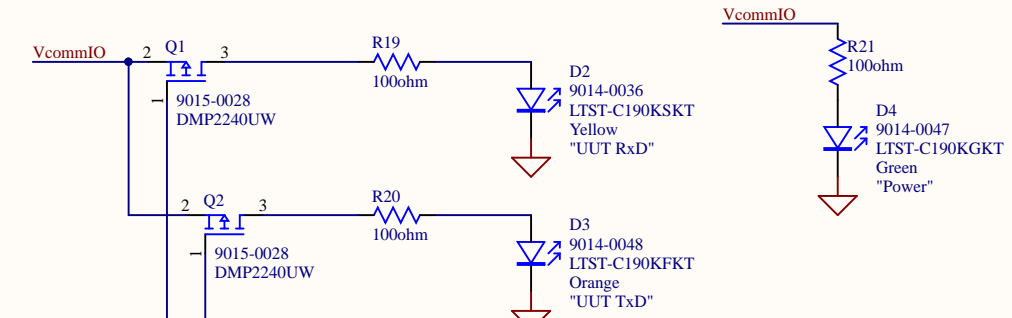 VcommIO
2
Q1
3
1
9015-0028
DMP2240UW
R19
100ohm
D2
9014-0036
LTST-C190KSKT
Yellow
"UUT RxD"
VcommIO
R21
100ohm
D4
9014-0047
LTST-C190KGKT
Green
"Power"
2
Q2
3
1
9015-0028
DMP2240UW
R20
100ohm
D3
9014-0048
LTST-C190KFKT
Orange
"UUT TxD"